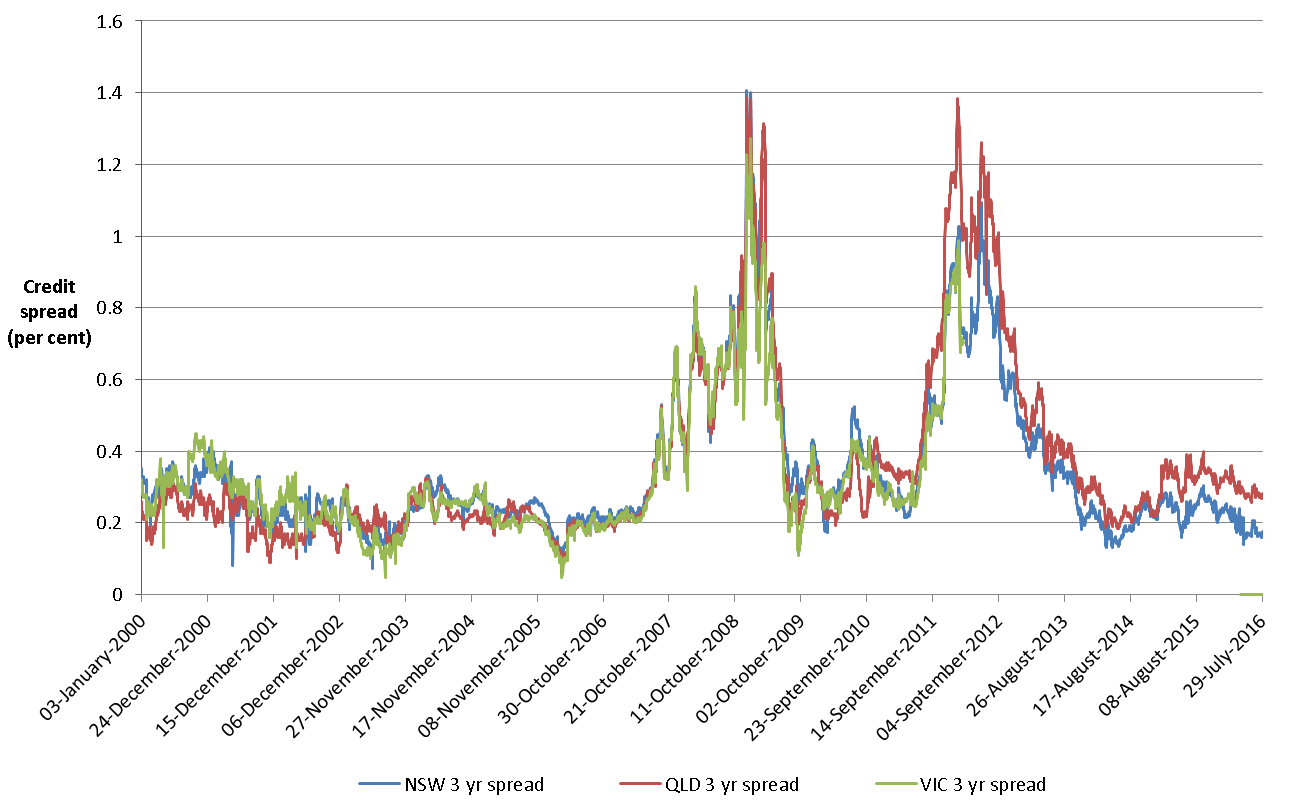 1.6
1.4
1.2
1
0.8
0.6
0.4
0.2
0
Credit
spread
(per cent)
03-January-2000
24-December-2000
15-December-2001
06-December-2002
27-November-2003
17-November-2004
08-November-2005
30-October-2006
21-October-2007
11-October-2008
02-October-2009
23-September-2010
14-September-2011
04-September-2012
26-August-2013
17-August-2014
08-August-2015
29-July-2016
NSW 3 yr spread
QLD 3 yr spread
VIC 3 yr spread